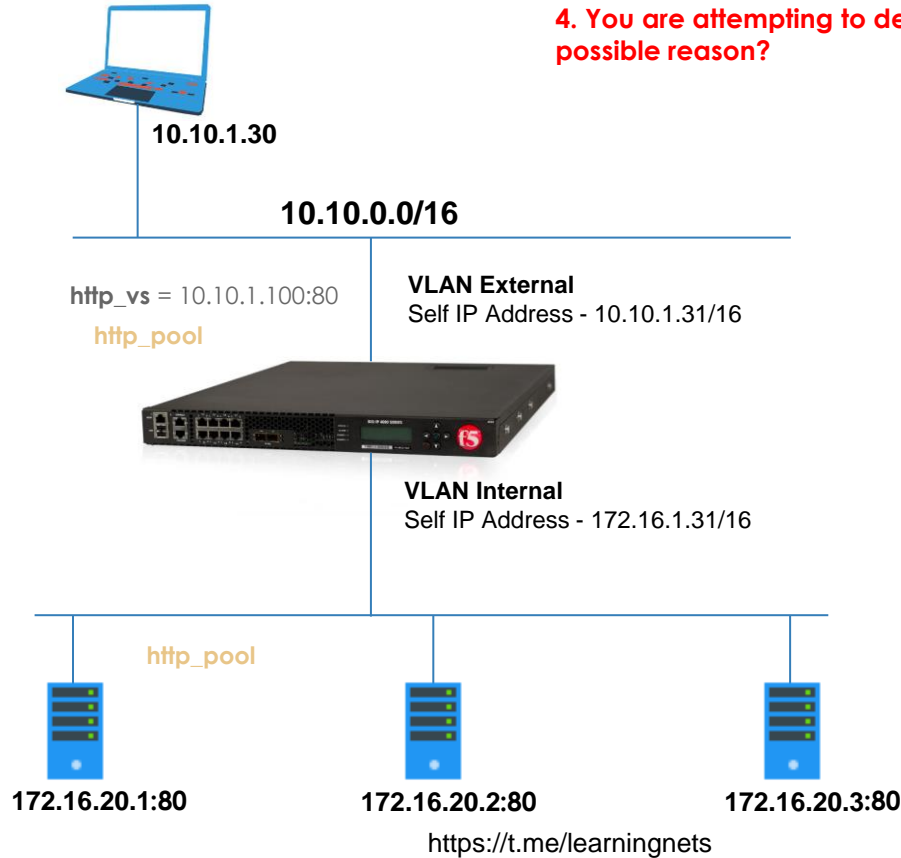 4. You are attempting to de
possible reason?
10.10.1.30
10.10.0.0/16
http_vs = 10.10.1.100:80
http_pool
VLAN External
Self IP Address - 10.10.1.31/16
f5
VLAN Internal
Self IP Address - 172.16.1.31/16
http_pool
172.16.20.1:80
172.16.20.2:80
172.16.20.3:80
https://t.me/learningnets